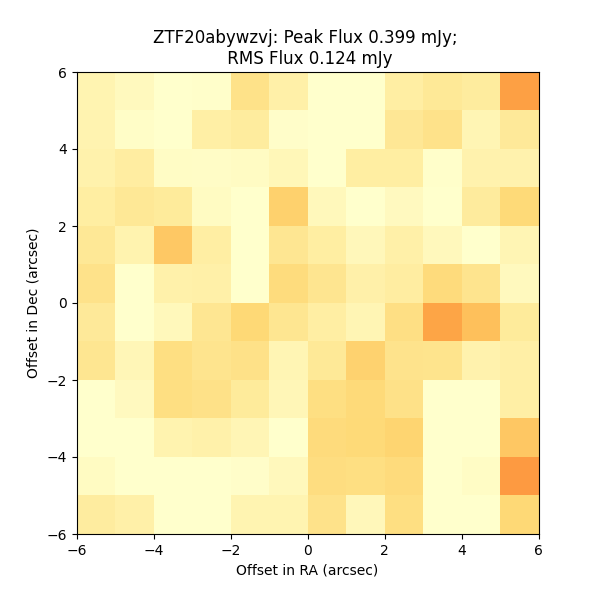 ZTF20abywzvj: Peak Flux 0.399 mJy;
RMS Flux 0.124 mJy
6
4
2
0
−2
−4
−6
Offset in Dec (arcsec)
−6 −4 −2 0 2 4 6
Offset in RA (arcsec)